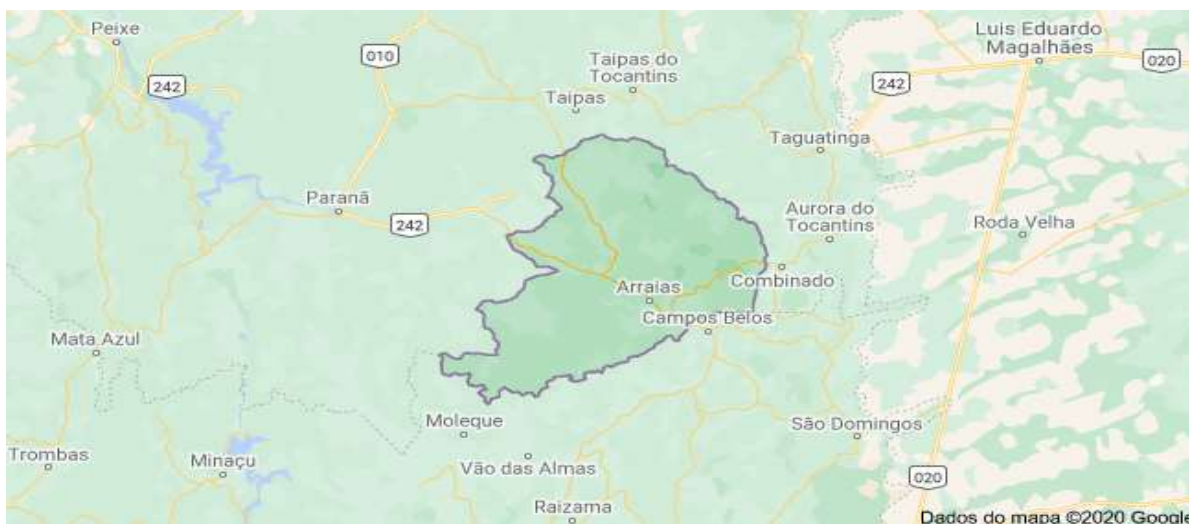 Luis Eduardo
Magalhães
Peixe
010
020
Taipas do
Tocantins
242
242
Taipas
Taguatinga
Paranã
242
Aurora do
Tocantins
Roda Velha
Combinado
Arraias
Campos Belos
Mata Azul
Moleque
São Domingos
Trombas
Minaçu
Vão das Almas
020
Raizama
Dados do mapa ©2020 Google